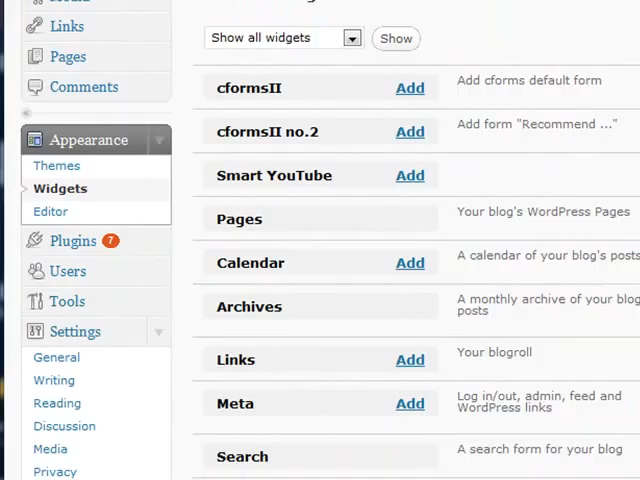 Links
Pages
Comments
Appearance
Themes
Widgets
Editor
Plugins 7
Users
Tools
Settings
General
Writing
Reading
Discussion
Media
Privacy
Show all widgets Show
cformsII Add Add cforms default form
cformsII no.2 Add Add form "Recommend ..."
Smart YouTube Add
Pages Your blog's WordPress Pages
Calendar Add A calendar of your blog's posts
Archives A monthly archive of your blog
posts
Links Add Your blogroll
Meta Add Log in/out, admin, feed and
WordPress links
Search A search form for your blog